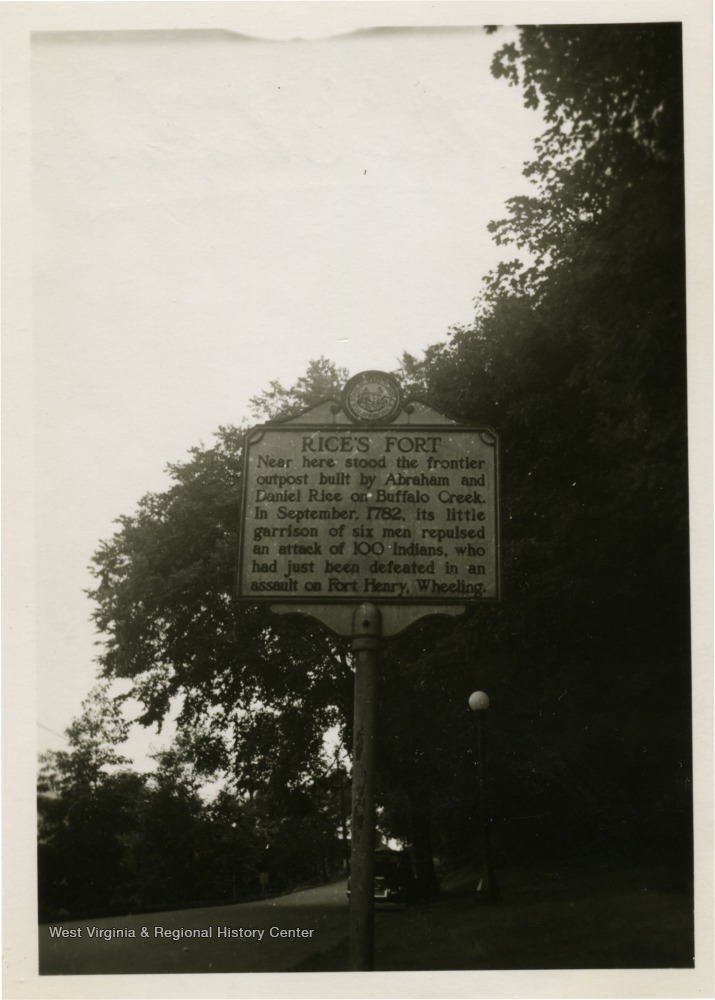 RICE'S FORT
Near here stood the frontier
outpost built by Abraham and
Daniel Rice on Buffalo Creek.
In September, 1782, its little
garrison of six men repulsed
an attack of 100 Indians, who
had just been defeated in an
assault on Fort Henry, Wheeling.
West Virginia & Regional History Center